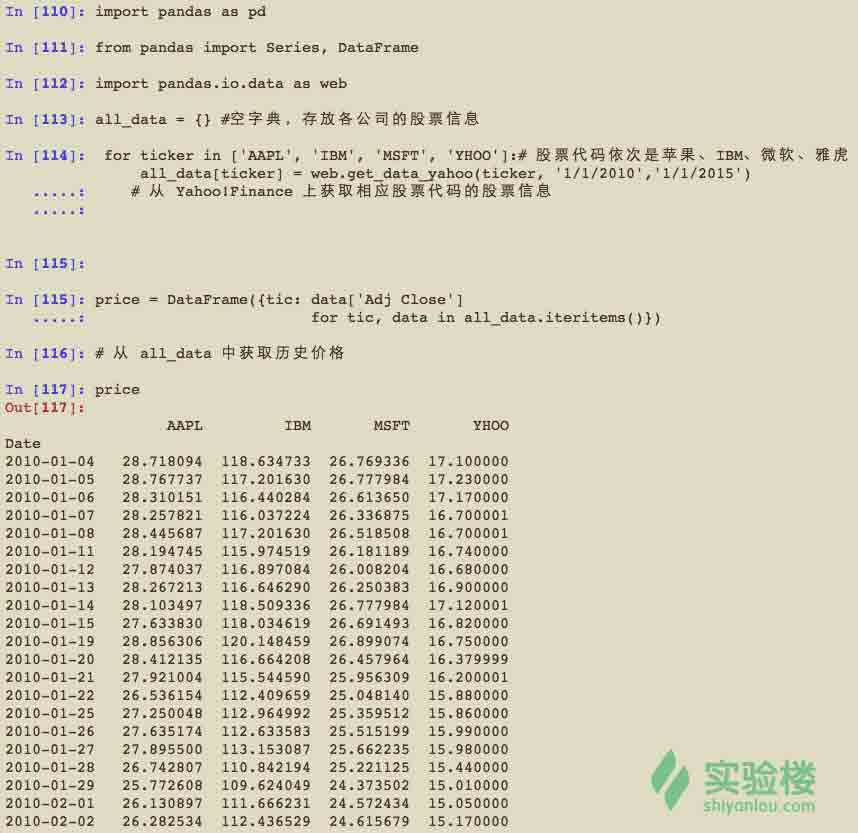 In [110]: import pandas as pd
In [111]: from pandas import Series, DataFrame
In [112]: import pandas.io.data as web
In [113]: all_data = {} #空字典, 存放各公司的股票信息
In [114]:  for ticker in ['AAPL', 'IBM', 'MSFT', 'YHOO']:# 股票代码依次是苹果、IBM、微软、雅虎
all_data[ticker] = web.get_data_yahoo(ticker, '1/1/2010','1/1/2015')
.....:     # 从 Yahoo!Finance 上获取相应股票代码的股票信息
.....:
In [115]:
In [115]: price = DataFrame({tic: data['Adj Close']
.....:                         for tic, data in all_data.iteritems()})
In [116]: # 从 all_data 中获取历史价格
In [117]: price
Out[117]:
AAPL         IBM       MSFT       YHOO
Date
2010-01-04   28.718094  118.634733  26.769336  17.100000
2010-01-05   28.767737  117.201630  26.777984  17.230000
2010-01-06   28.310151  116.440284  26.613650  17.170000
2010-01-07   28.257821  116.037224  26.336875  16.700001
2010-01-08   28.445687  117.201630  26.518508  16.700001
2010-01-11   28.194745  115.974519  26.181189  16.740000
2010-01-12   27.874037  116.897084  26.008204  16.680000
2010-01-13   28.267213  116.646290  26.250383  16.900000
2010-01-14   28.103497  118.509336  26.777984  17.120001
2010-01-15   27.633830  118.034619  26.691493  16.820000
2010-01-19   28.856306  120.148459  26.899074  16.750000
2010-01-20   28.412135  116.664208  26.457964  16.379999
2010-01-21   27.921004  115.544590  25.956309  16.200001
2010-01-22   26.536154  112.409659  25.048140  15.880000
2010-01-25   27.250048  112.964992  25.359512  15.860000
2010-01-26   27.635174  112.633583  25.515199  15.990000
2010-01-27   27.895500  113.153087  25.662235  15.980000
2010-01-28   26.742807  110.842194  25.221125  15.440000
2010-01-29   25.772608  109.624049  24.373502  15.010000
2010-02-01   26.130897  111.666231  24.572434  15.050000
2010-02-02   26.282534  112.436529  24.615679  15.170000
实验楼
shiyanlou.com